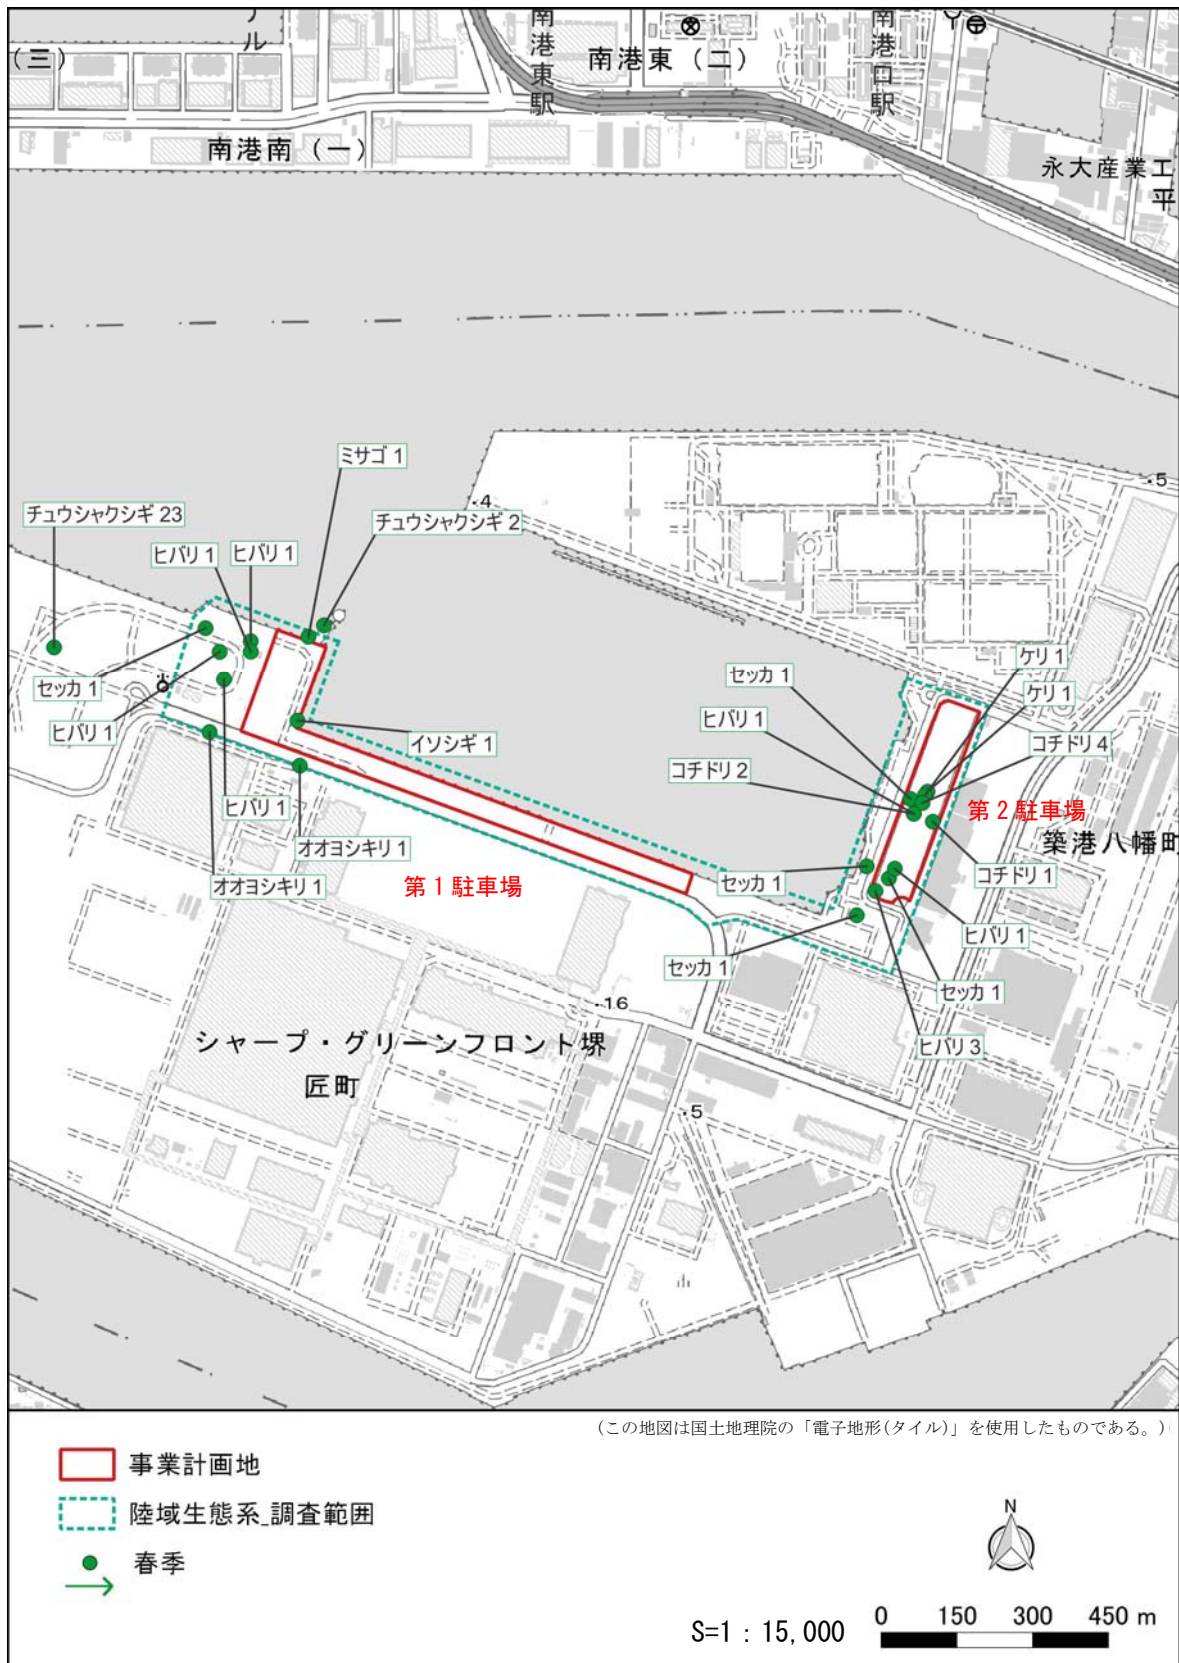 ナル
南港東駅
南港東（二）
南港口駅
(三)
南港南（一）
永大産業工
平
ミサゴ 1
チュウシャクシギ 23
チュウシャクシギ 2
ヒバリ 1
ヒバリ 1
・4
・5
セッカ 1
ヒバリ 1
イソシギ 1
ヒバリ 1
オオヨシキリ 1
オオヨシキリ 1
第１駐車場
ケリ 1
セッカ 1
ケリ 1
ヒバリ 1
コチドリ 4
コチドリ 2
第２駐車場
築港八幡町
コチドリ 1
セッカ 1
ヒバリ 1
セッカ 1
セッカ 1
ヒバリ 3
・16
シャープ・グリーンフロント堺
匠町
・5
(この地図は国土地理院の「電子地形(タイル)」を使用したものである。)
事業計画地
陸域生態系_調査範囲
春季
N
S=1：15,000
0 150 300 450 m